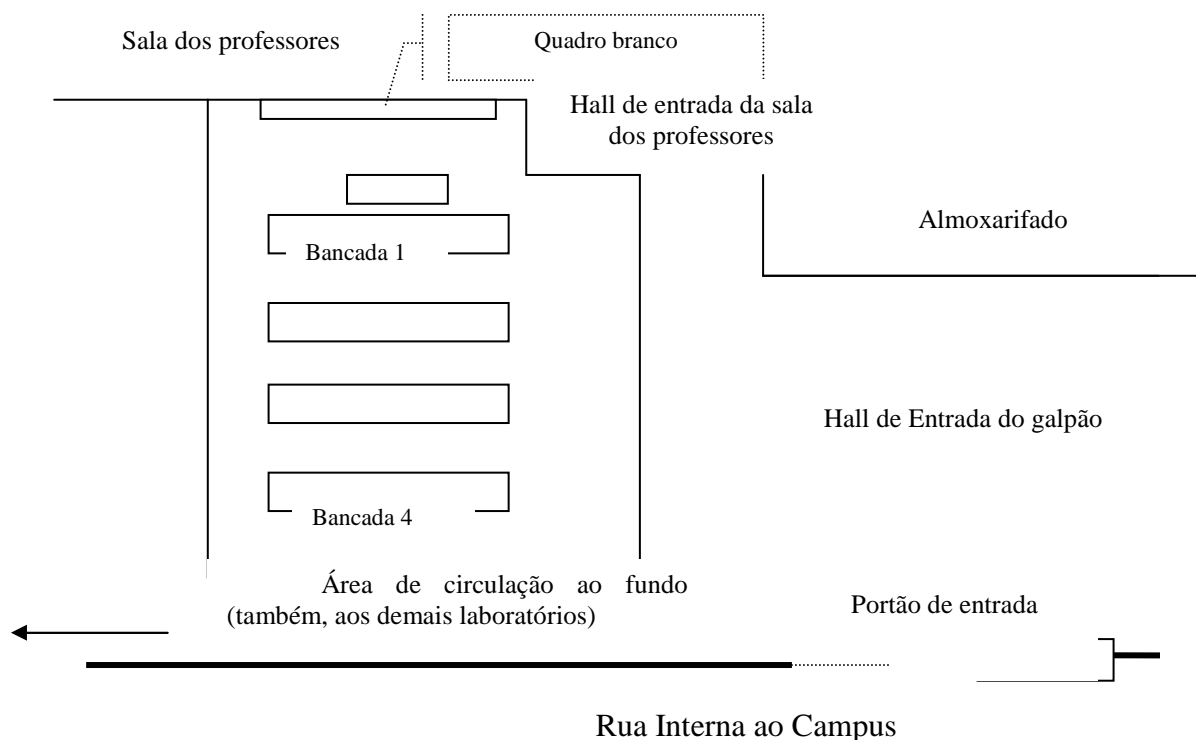 Sala dos professores
Quadro branco
Hall de entrada da sala
dos professores
Almoxarifado
Bancada 1
Hall de Entrada do galpão
Bancada 4
Área de circulação ao fundo
(também, aos demais laboratórios)
Portão de entrada
Rua Interna ao Campus